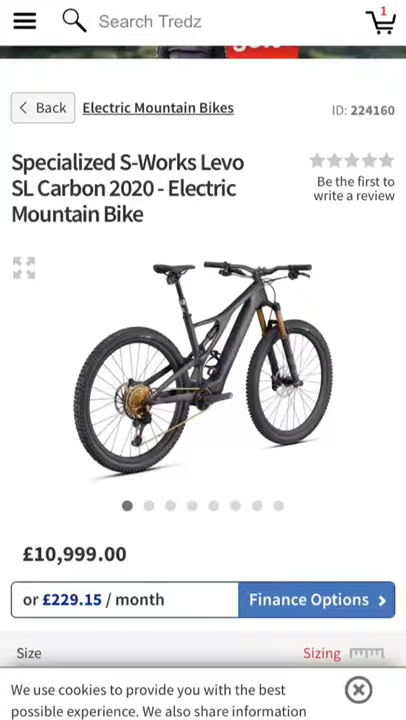 Search Tredz
1
Back
Electric Mountain Bikes
ID: 224160
Specialized S-Works Levo
SL Carbon 2020 - Electric
Mountain Bike
Be the first to
write a review
£10,999.00
or £229.15 / month
Finance Options
Size
Sizing
We use cookies to provide you with the best
possible experience. We also share information